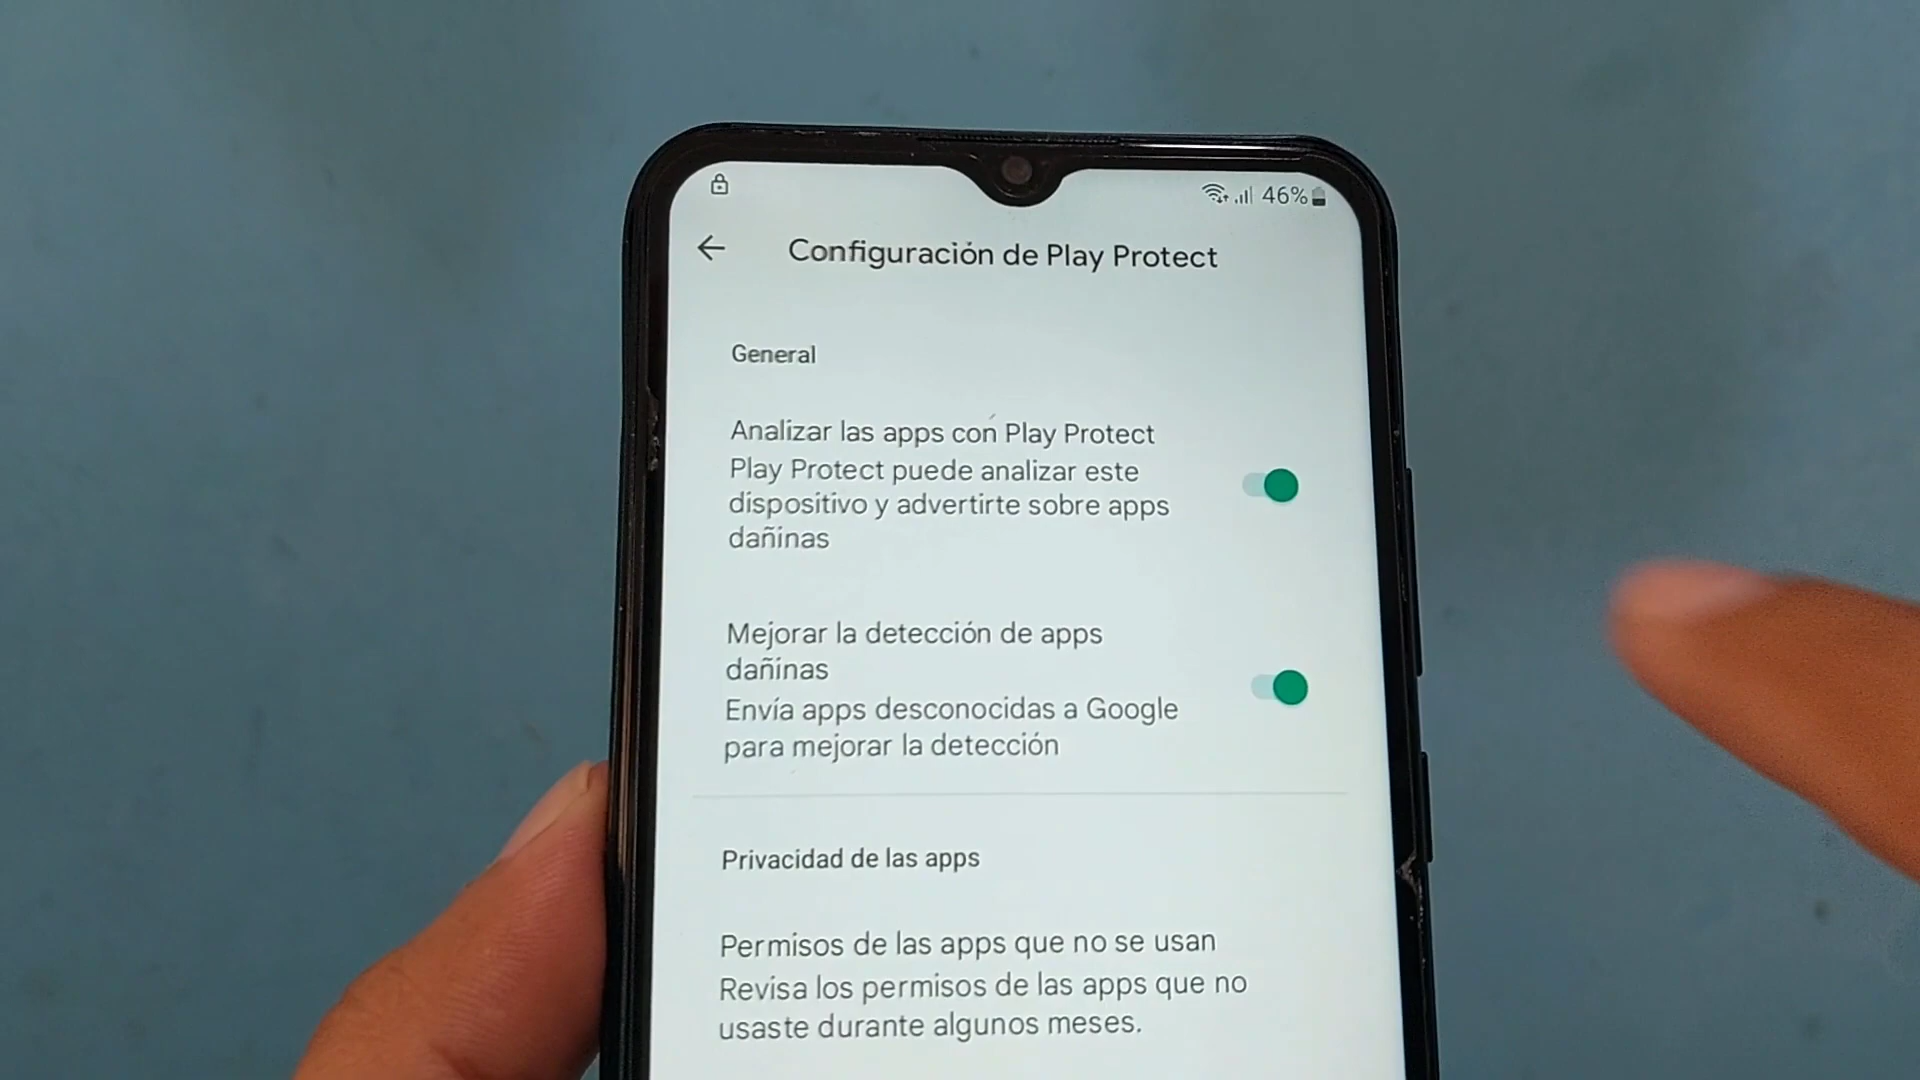 46%
Configuración de Play Protect
General
Analizar las apps con Play Protect
Play Protect puede analizar este
dispositivo y advertirte sobre apps
dañinas
Mejorar la detección de apps
dañinas
Envía apps desconocidas a Google
para mejorar la detección
Privacidad de las apps
Permisos de las apps que no se usan
Revisa los permisos de las apps que no
usaste durante algunos meses.